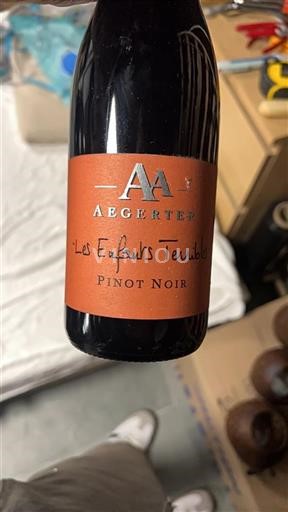 AA
AEGERTER
Les Enfants Terribles
PINOT NOIR